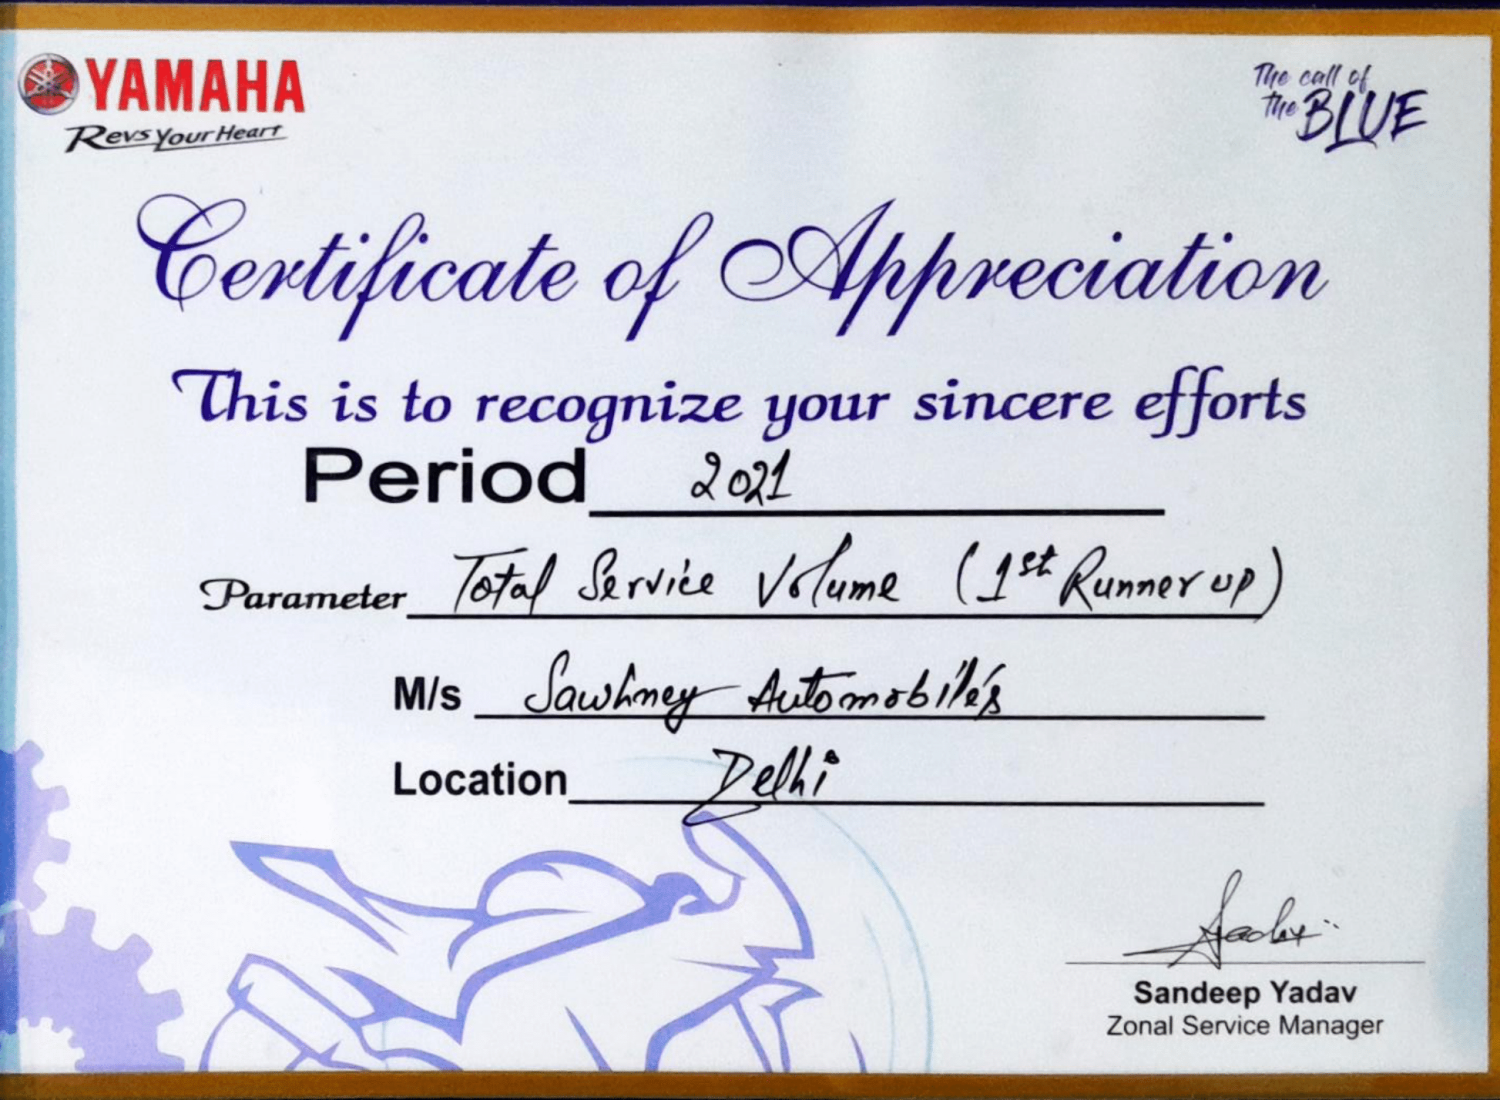 YAMAHA
Revs Your Heart
The call of
the BLUE
Certificate of Appreciation
This is to recognize your sincere efforts
Period 2021
Parameter Total Service Volume (1st Runner up)
M/s Sawhney Automobiles
Location Delhi
Sandeep Yadav
Zonal Service Manager